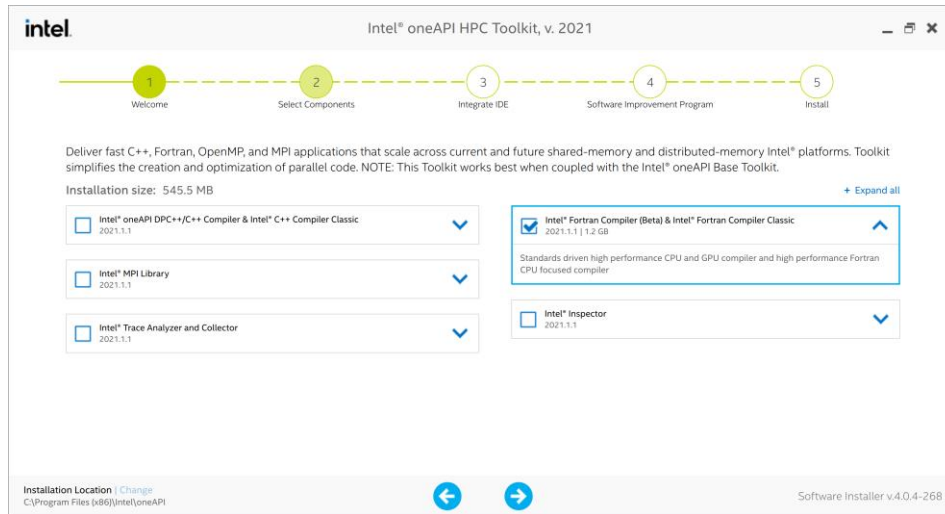 intel.
Intel® oneAPI HPC Toolkit, v. 2021
1
2
3
4
5
Welcome
Select Components
Integrate IDE
Software Improvement Program
Install
Deliver fast C++, Fortran, OpenMP, and MPI applications that scale across current and future shared-memory and distributed-memory Intel® platforms. Toolkit
simplifies the creation and optimization of parallel code. NOTE: This Toolkit works best when coupled with the Intel® oneAPI Base Toolkit.
Installation size: 545.5 MB
+ Expand all
Intel® oneAPI DPC++/C++ Compiler & Intel® C++ Compiler Classic
2021.1.1
Intel® MPI Library
2021.1.1
Intel® Trace Analyzer and Collector
2021.1.1
Intel® Fortran Compiler (Beta) & Intel® Fortran Compiler Classic
2021.1.1 | 1.2 GB
Standards driven high performance CPU and GPU compiler and high performance Fortran
CPU focused compiler
Intel® Inspector
2021.1.1
Installation Location | Change
C:\Program Files (x86)\Intel\oneAPI
Software Installer v.4.0.4-268